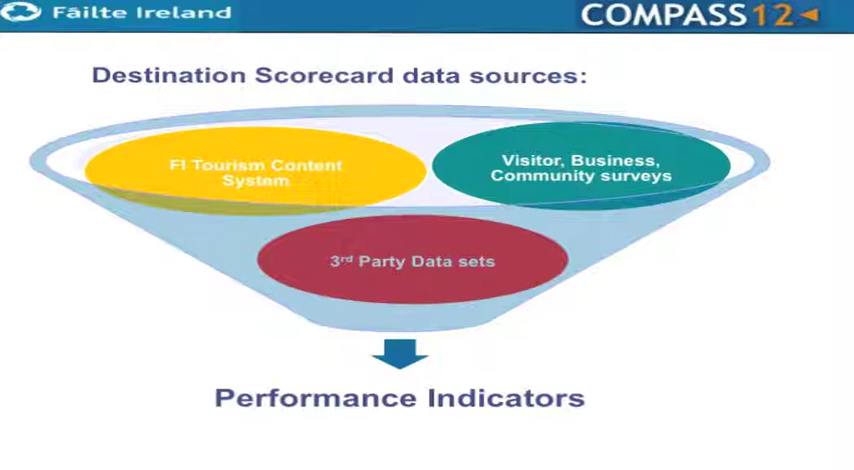 Fáilte Ireland
COMPASS12
Destination Scorecard data sources:
FI Tourism Content
System
Visitor, Business,
Community surveys
3rd Party Data sets
Performance Indicators